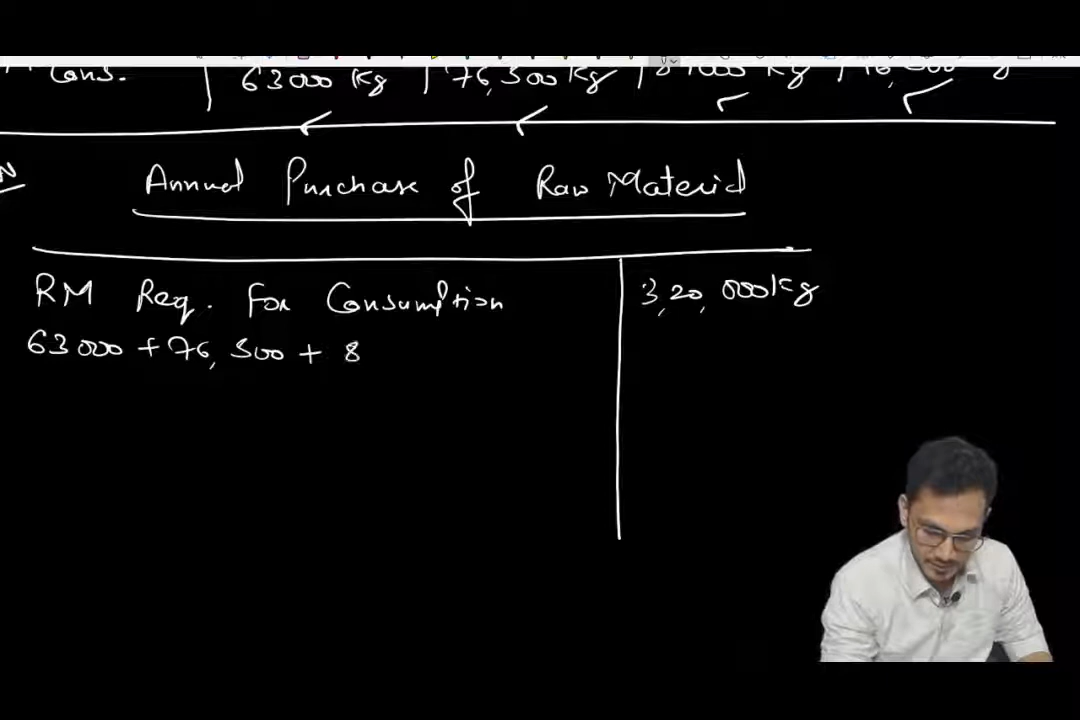 Cons. 63000 Kg 76,500 Kg
Annual Purchase of Raw Material
RM Req. For Consumption 3,20,000 Kg
63000 + 76,500 + 8